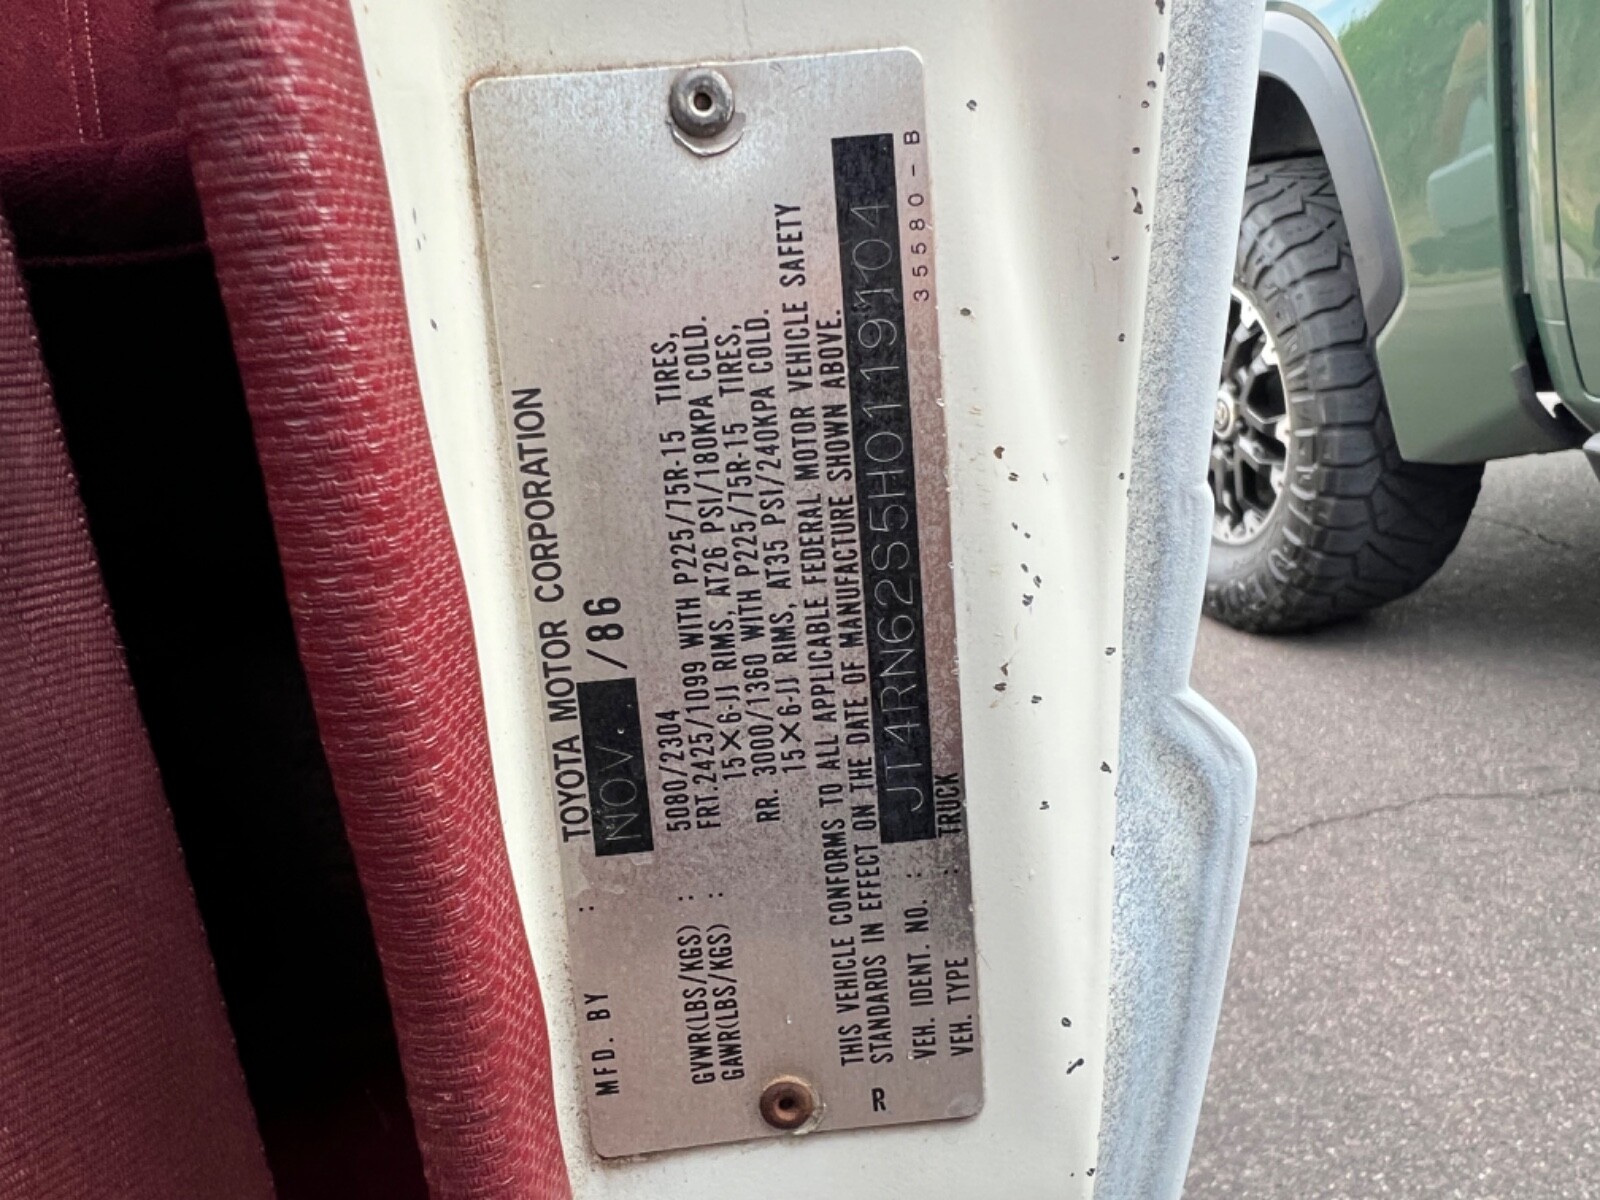 MFD. BY : TOYOTA MOTOR CORPORATION
NOV. /86
GVWR(LBS/KGS) : 5080/2304
GAWR(LBS/KGS) : FRT.2425/1099 WITH P225/75R-15 TIRES,
15×6-JJ RIMS, AT26 PSI/180KPA COLD.
RR. 3000/1360 WITH P225/75R-15 TIRES,
15×6-JJ RIMS, AT35 PSI/240KPA COLD.
THIS VEHICLE CONFORMS TO ALL APPLICABLE FEDERAL MOTOR VEHICLE SAFETY
STANDARDS IN EFFECT ON THE DATE OF MANUFACTURE SHOWN ABOVE.
R
VEH. IDENT. NO. : JT4RN62S5H0119104
VEH. TYPE : TRUCK
35580-B